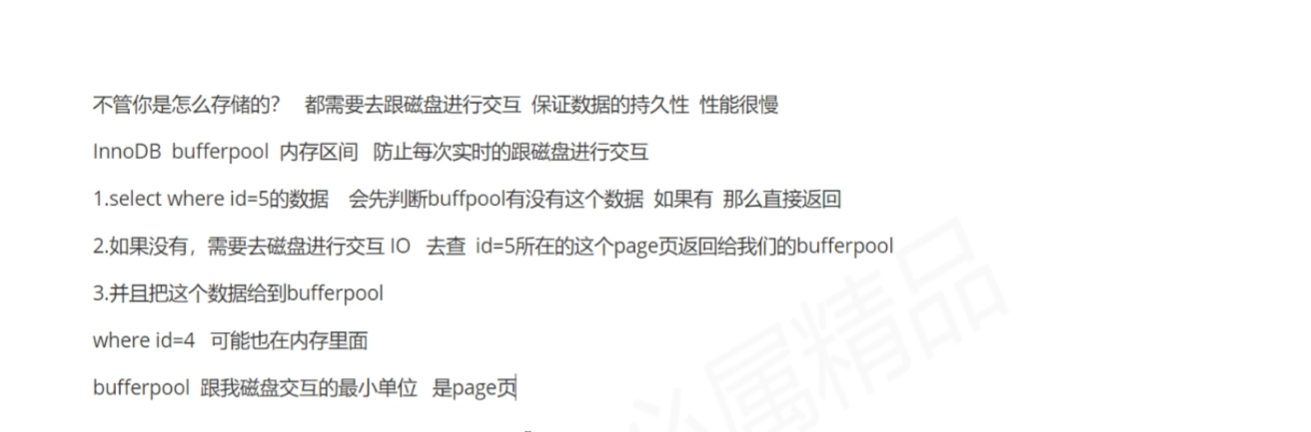 不管你是怎么存储的？ 都需要去跟磁盘进行交互 保证数据的持久性 性能很慢
InnoDB bufferpool 内存区间 防止每次实时的跟磁盘进行交互
1.select where id=5的数据 会先判断buffpool有没有这个数据 如果有 那么直接返回
2.如果没有，需要去磁盘进行交互 IO 去查 id=5所在的这个page页返回给我们的bufferpool
3.并且把这个数据给到bufferpool
where id=4 可能也在内存里面
bufferpool 跟我磁盘交互的最小单位 是page页
必属精品